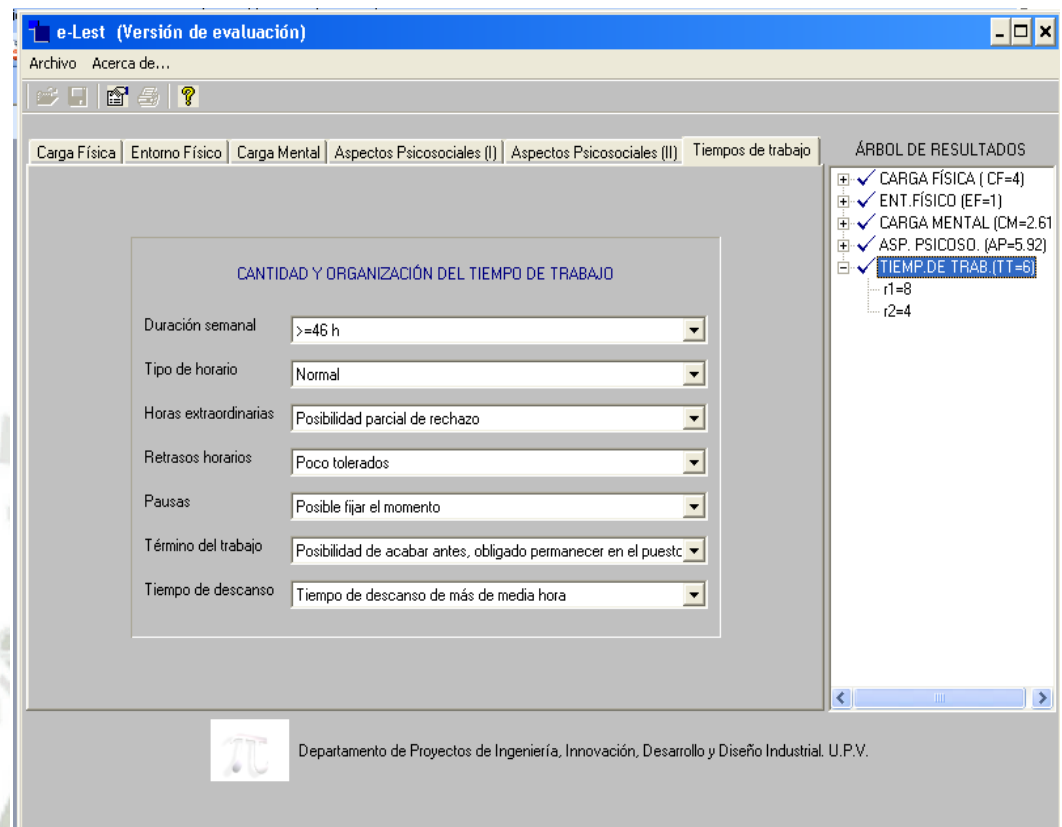 e-Lest (Versión de evaluación)
Archivo Acerca de...
Carga Física Entorno Físico Carga Mental Aspectos Psicosociales (I) Aspectos Psicosociales (II) Tiempos de trabajo
ÁRBOL DE RESULTADOS
CARGA FÍSICA ( CF=4)
ENT.FÍSICO (EF=1)
CARGA MENTAL (CM=2.61
ASP. PSICOSO. (AP=5.92)
TIEMP.DE TRAB.(TT=6)
r1=8
r2=4
CANTIDAD Y ORGANIZACIÓN DEL TIEMPO DE TRABAJO
Duración semanal >=46 h
Tipo de horario Normal
Horas extraordinarias Posibilidad parcial de rechazo
Retrasos horarios Poco tolerados
Pausas Posible fijar el momento
Término del trabajo Posibilidad de acabar antes, obligado permanecer en el puesto
Tiempo de descanso Tiempo de descanso de más de media hora
Departamento de Proyectos de Ingeniería, Innovación, Desarrollo y Diseño Industrial. U.P.V.